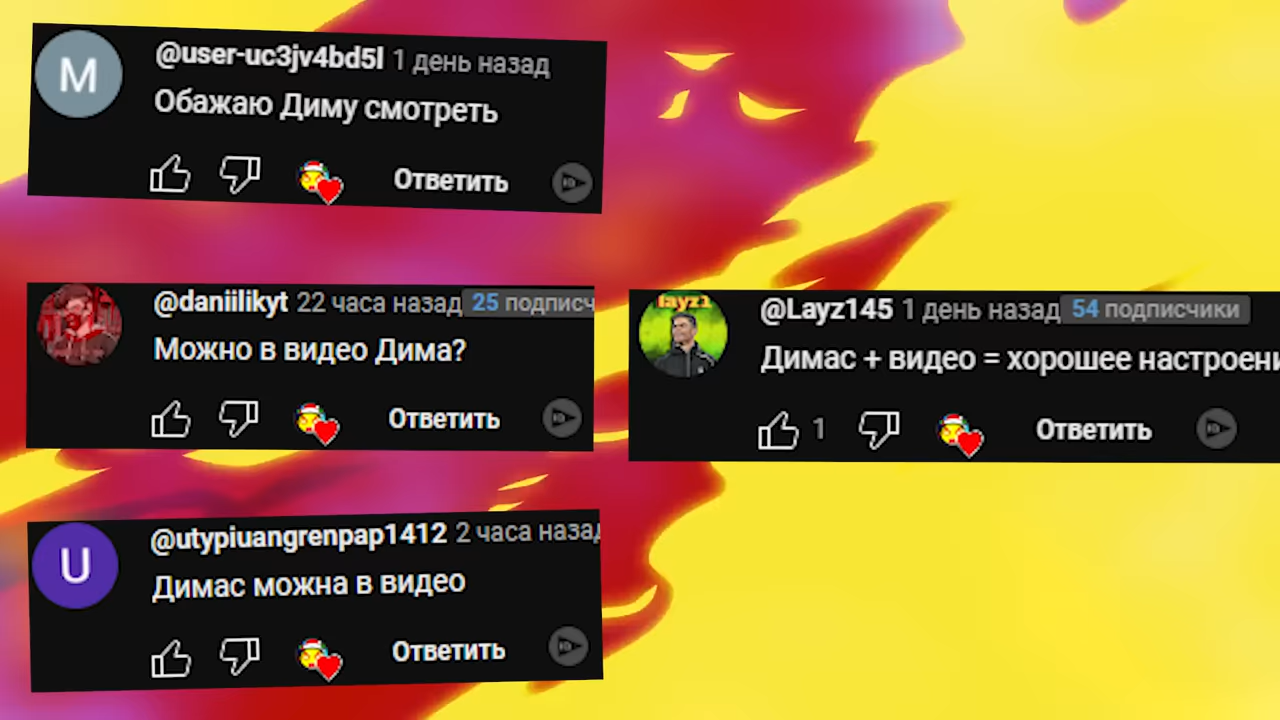 M
@user-uc3jv4bd5l 1 день назад
Обажаю Диму смотреть
Ответить
@daniilikyt 22 часа назад 25 подписч
Можно в видео Дима?
Ответить
layz1
@Layz145 1 день назад 54 подписчики
Димас + видео = хорошее настроени
1
Ответить
U
@utypiuangrenpap1412 2 часа назад
Димас можна в видео
Ответить